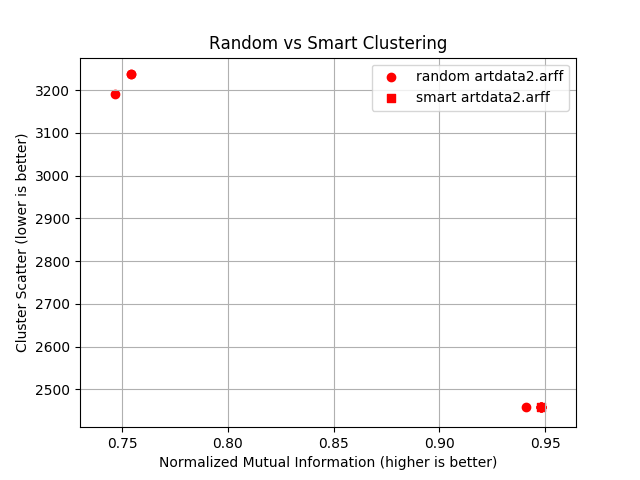 Random vs Smart Clustering
random artdata2.arff
smart artdata2.arff
Cluster Scatter (lower is better)
3200
3100
3000
2900
2800
2700
2600
2500
0.75 0.80 0.85 0.90 0.95
Normalized Mutual Information (higher is better)